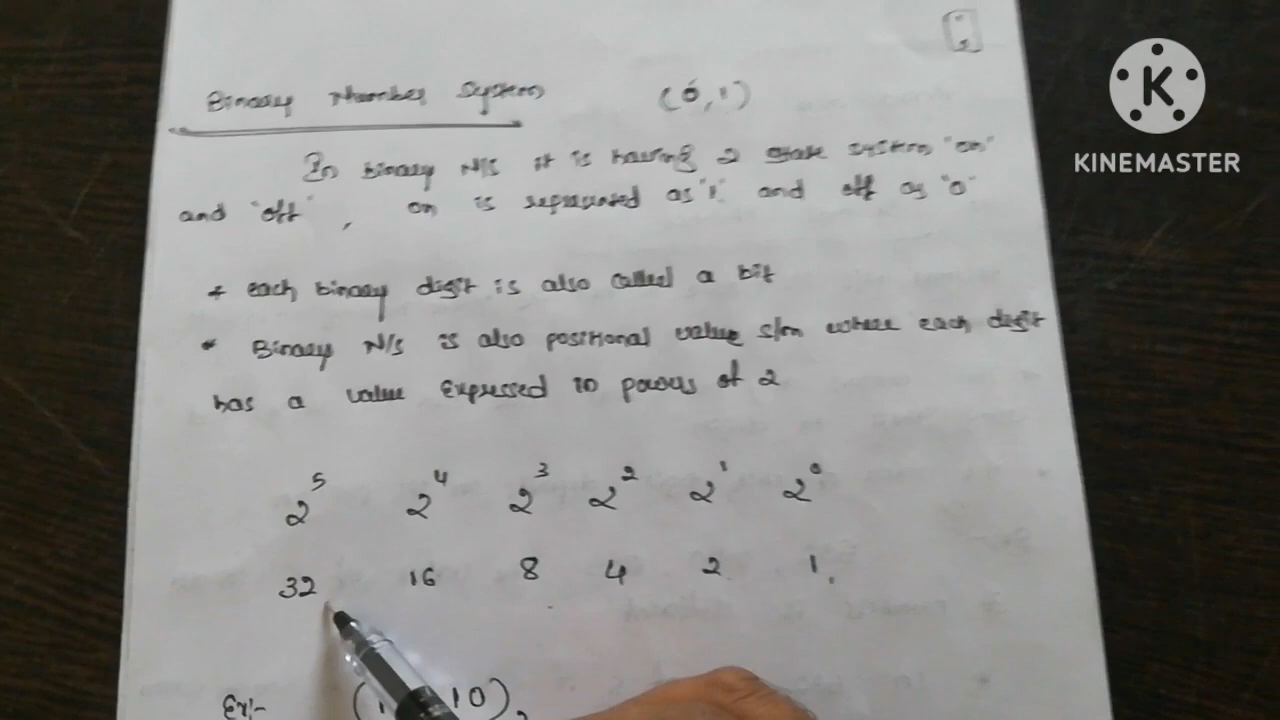 Binary Number System (0,1)
KINEMASTER
In Binary N/S it is having 2 state system "on"
and "off", on is represented as "1" and off as "0"
* each binary digit is also called a bit
* Binary N/S is also positional value s/m where each digit
has a value Expressed in powers of 2
2^5 2^4 2^3 2^2 2^1 2^0
32 16 8 4 2 1.
Ex:- 10)2